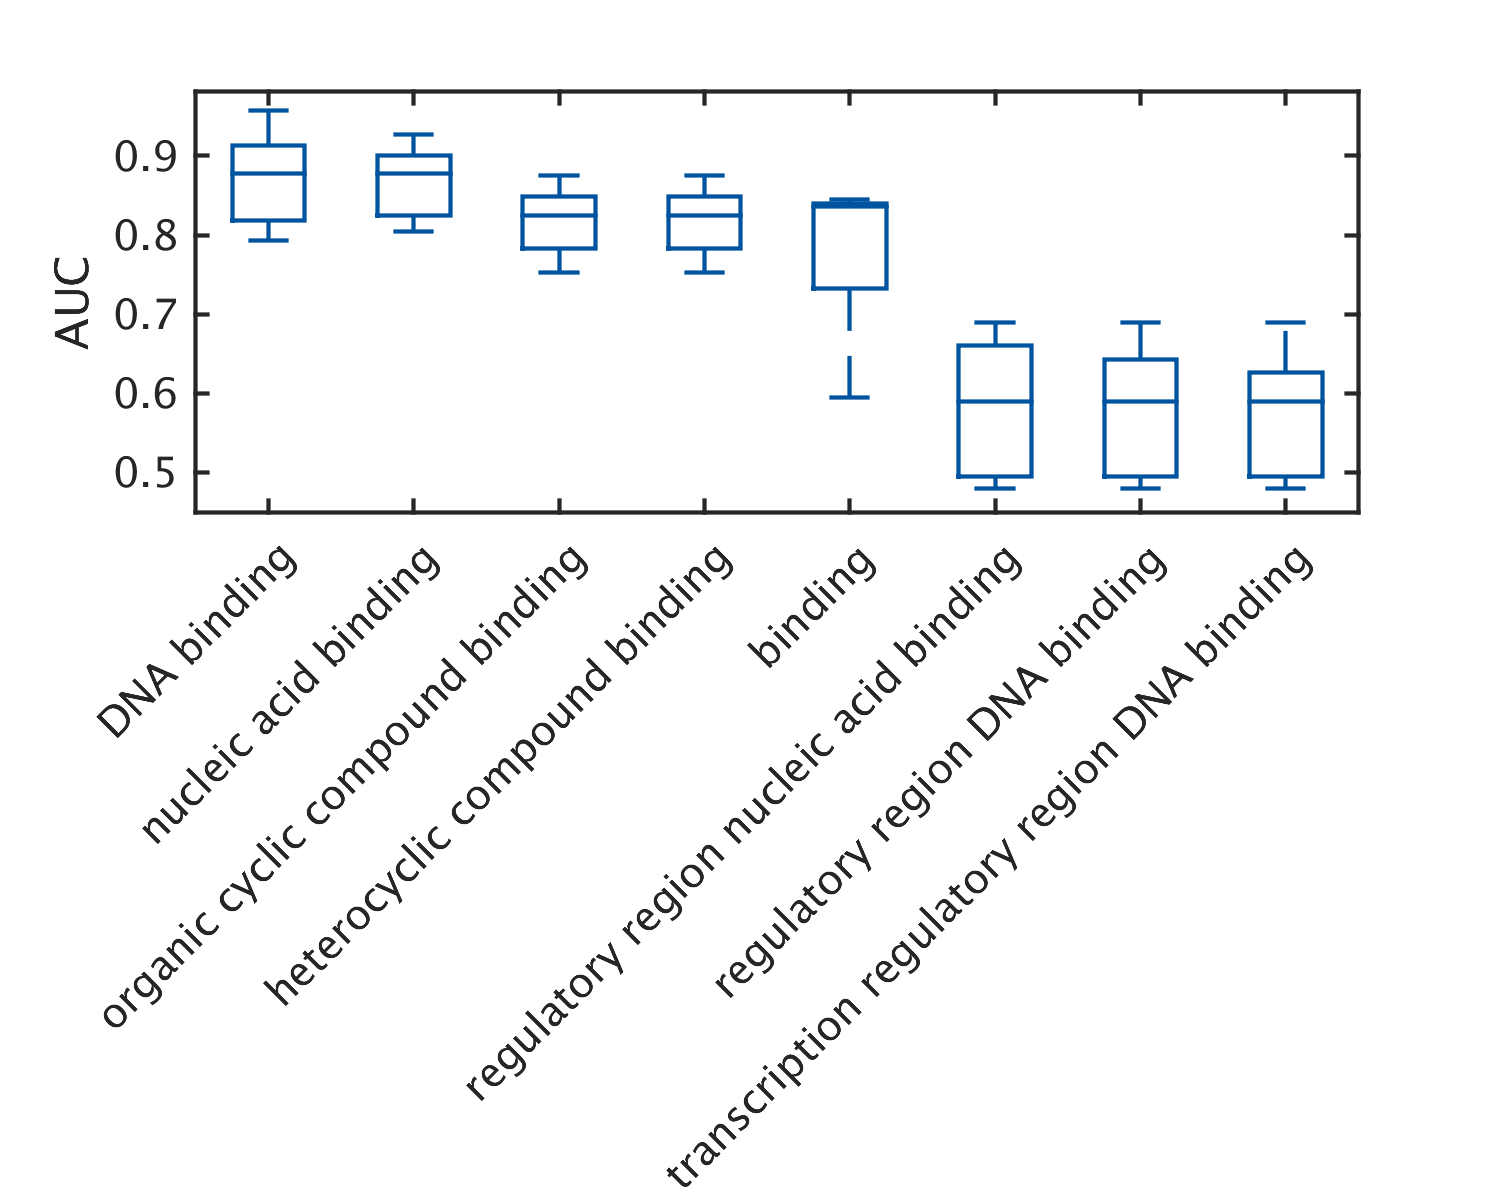 AUC
0.9
0.8
0.7
0.6
0.5
DNA binding
nucleic acid binding
organic cyclic compound binding
heterocyclic compound binding
binding
regulatory region nucleic acid binding
regulatory region DNA binding
transcription regulatory region DNA binding